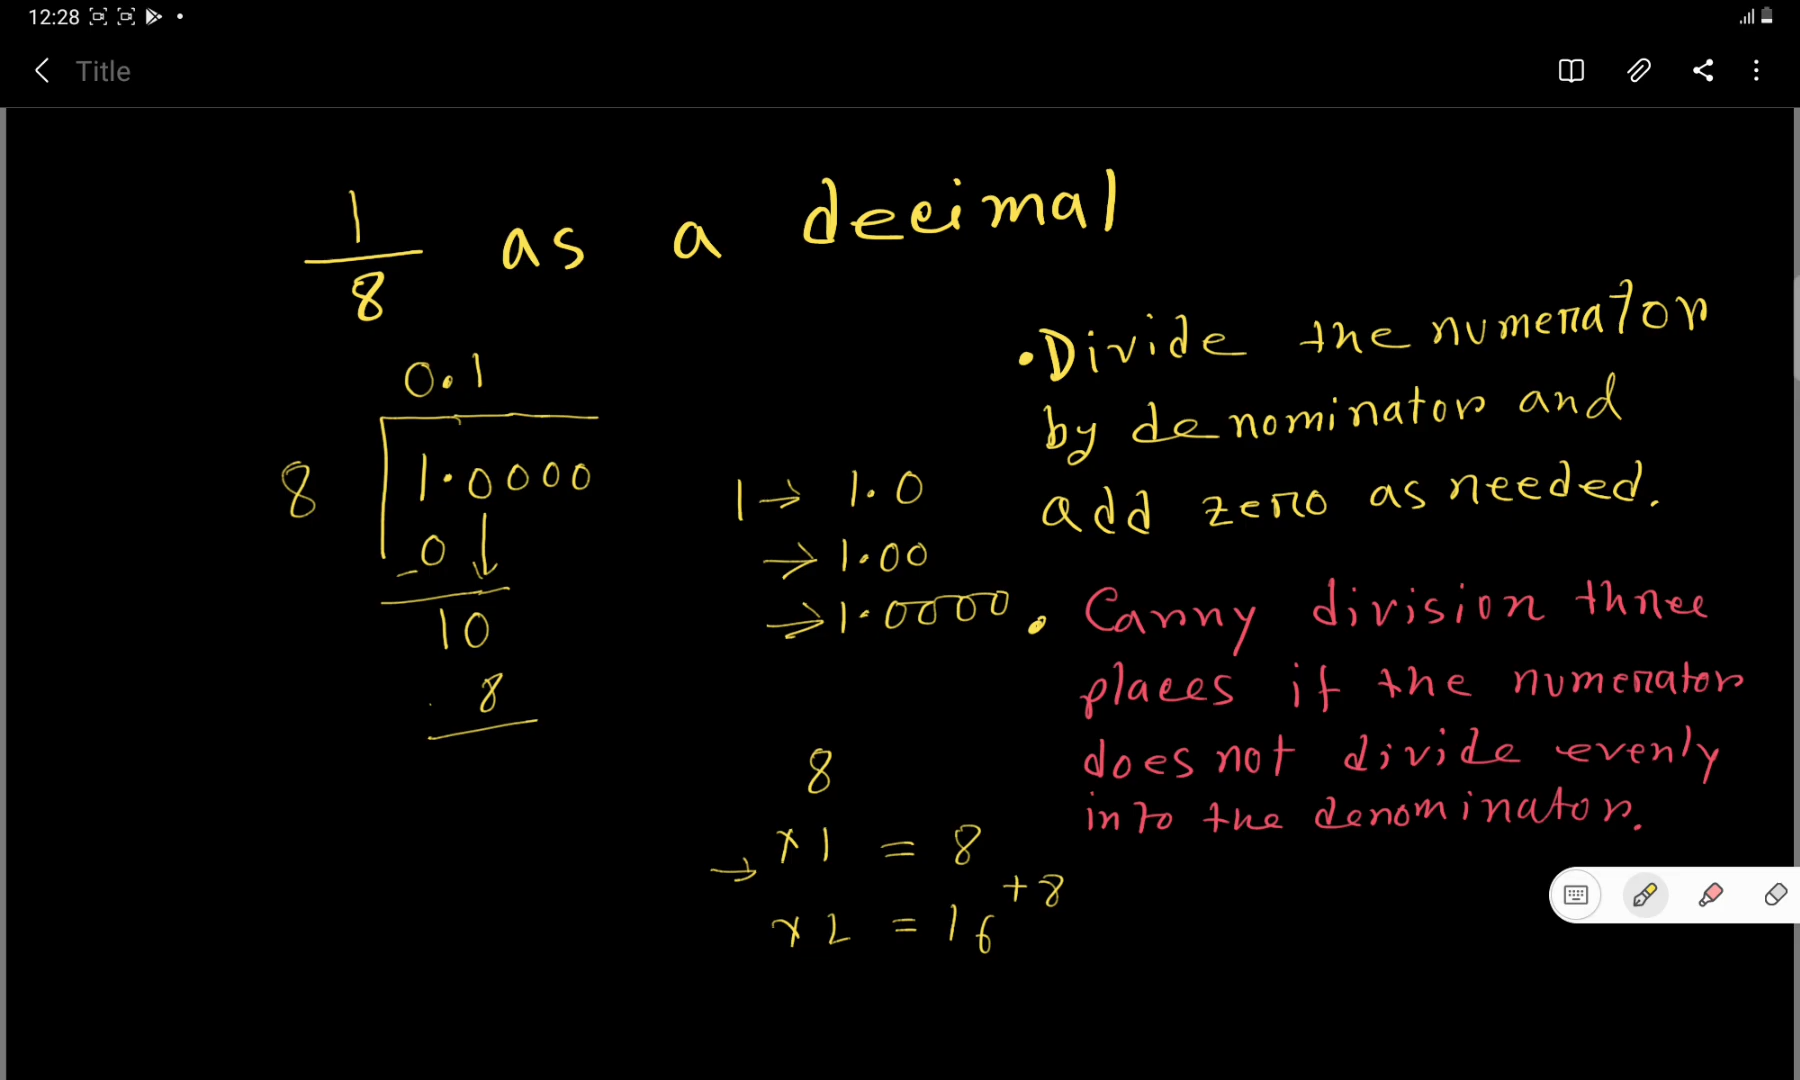 12:28
Title
1/8 as a decimal
0.1
8 1.0000
-0
10
8
1 → 1.0
→ 1.00
→ 1.0000
8
→ ×1 = 8
+8
×2 = 16
• Divide the numerator
by denominator and
add zero as needed.
• Carry division three
places if the numerator
does not divide evenly
into the denominator.